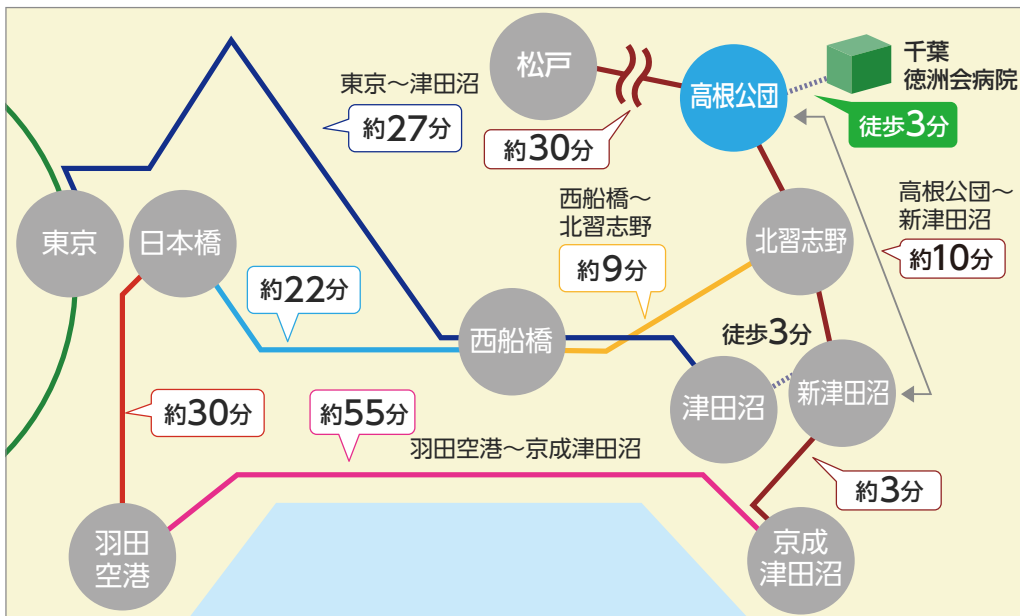 松戸
高根公団
千葉
徳洲会病院
徒歩3分
東京～津田沼
約27分
約30分
西船橋～
北習志野
約9分
高根公団～
新津田沼
約10分
東京
日本橋
北習志野
約22分
西船橋
徒歩3分
津田沼
新津田沼
約30分
約55分
羽田空港～京成津田沼
約3分
羽田
空港
京成
津田沼